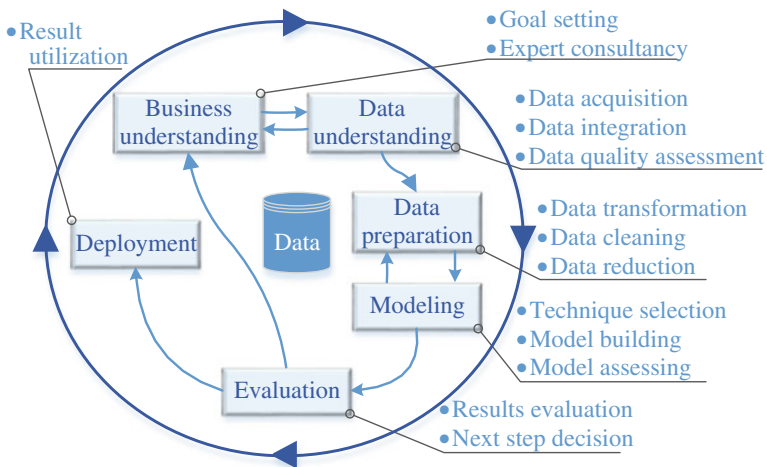 • Result
utilization
• Goal setting
• Expert consultancy
Business
understanding
Data
understanding
• Data acquisition
• Data integration
• Data quality assessment
Deployment
Data
Data
preparation
• Data transformation
• Data cleaning
• Data reduction
Modeling
• Technique selection
• Model building
• Model assessing
Evaluation
• Results evaluation
• Next step decision